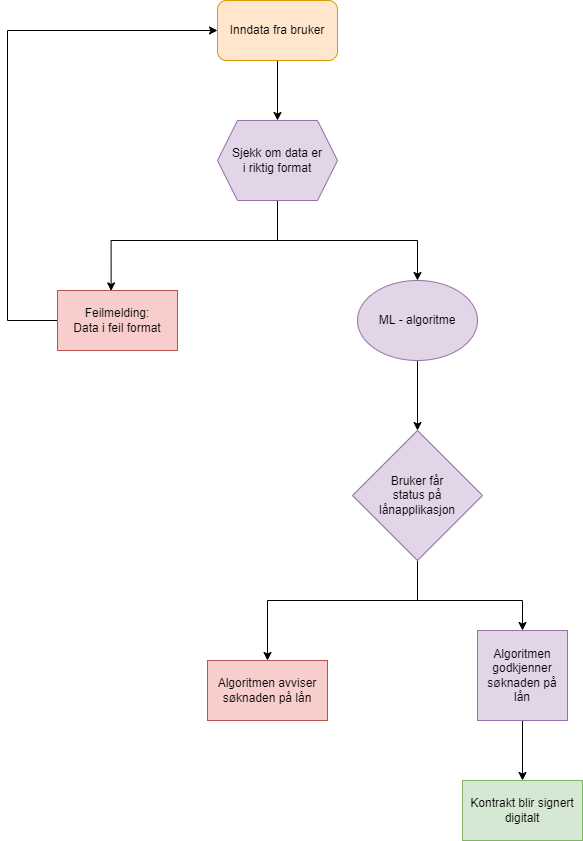 Inndata fra bruker
Sjekk om data er
i riktig format
Feilmelding:
Data i feil format
ML - algoritme
Bruker får
status på
lånapplikasjon
Algoritmen avviser
søknaden på lån
Algoritmen
godkjenner
søknaden på
lån
Kontrakt blir signert
digitalt